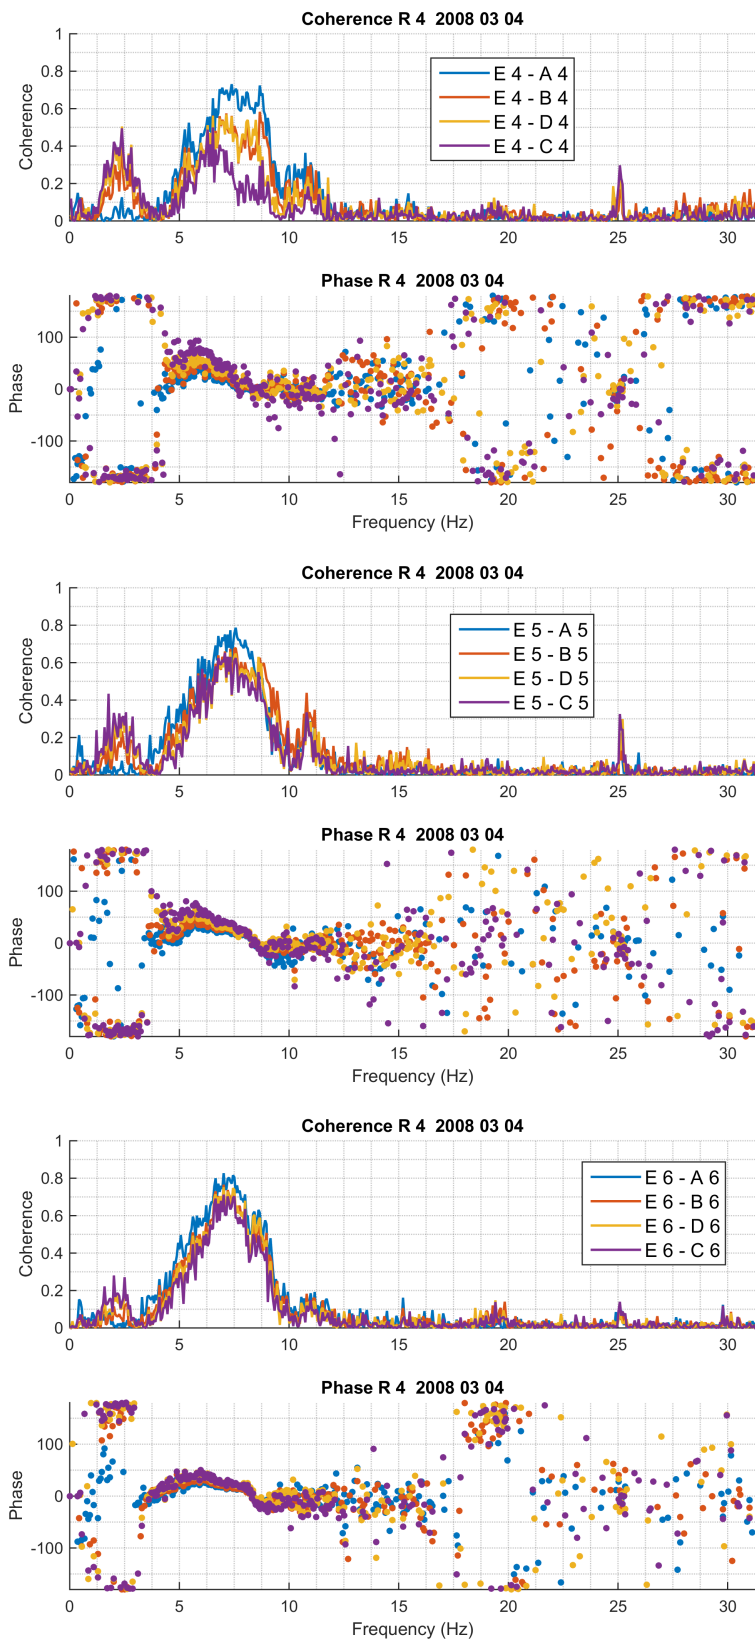 Coherence R 4  2008 03 04
1
0.8
0.6
0.4
0.2
0
Coherence
E 4 - A 4
E 4 - B 4
E 4 - D 4
E 4 - C 4
0 5 10 15 20 25 30
Phase R 4  2008 03 04
100
0
-100
Phase
0 5 10 15 20 25 30
Frequency (Hz)
Coherence R 4  2008 03 04
1
0.8
0.6
0.4
0.2
0
Coherence
E 5 - A 5
E 5 - B 5
E 5 - D 5
E 5 - C 5
0 5 10 15 20 25 30
Phase R 4  2008 03 04
100
0
-100
Phase
0 5 10 15 20 25 30
Frequency (Hz)
Coherence R 4  2008 03 04
1
0.8
0.6
0.4
0.2
0
Coherence
E 6 - A 6
E 6 - B 6
E 6 - D 6
E 6 - C 6
0 5 10 15 20 25 30
Phase R 4  2008 03 04
100
0
-100
Phase
0 5 10 15 20 25 30
Frequency (Hz)